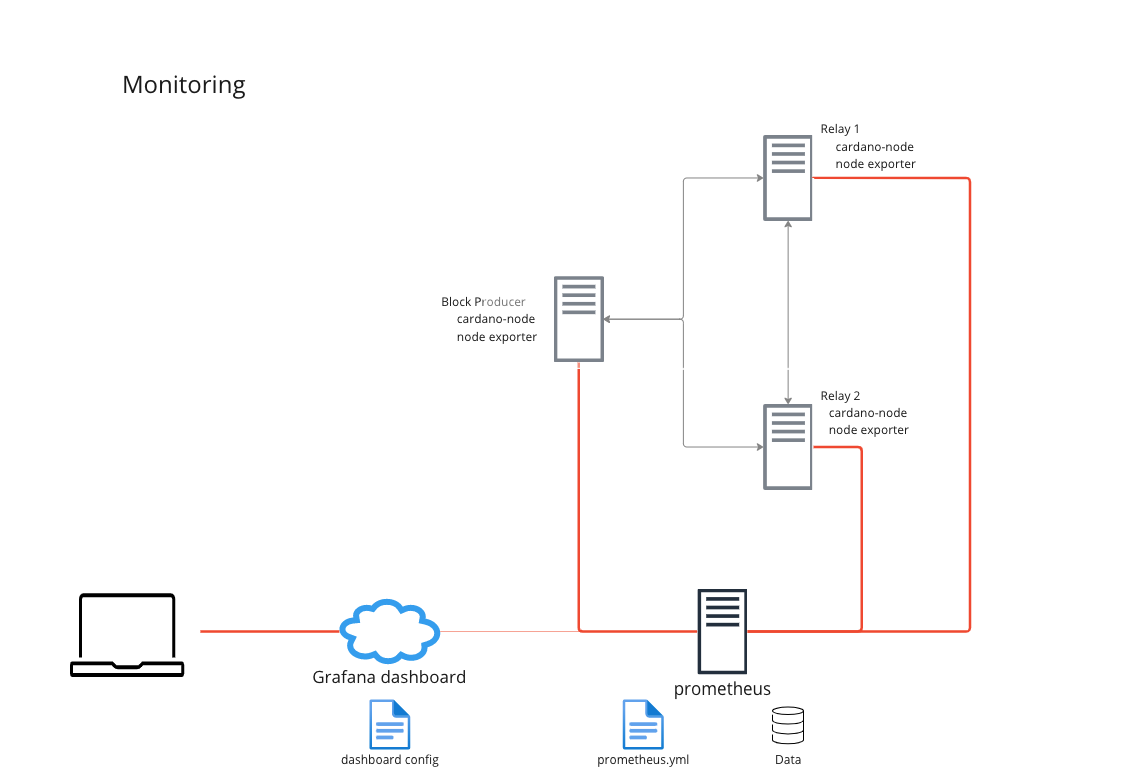 Monitoring
Relay 1
cardano-node
node exporter
Block Producer
cardano-node
node exporter
Relay 2
cardano-node
node exporter
Grafana dashboard
prometheus
dashboard config
prometheus.yml
Data